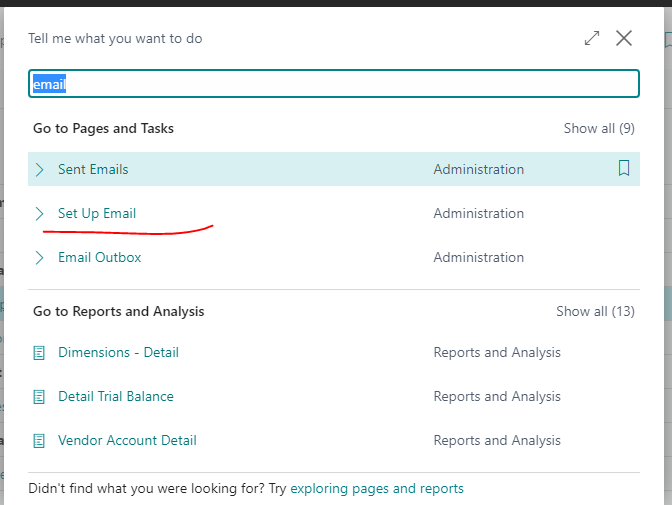 Tell me what you want to do
email
Go to Pages and Tasks Show all (9)
Sent Emails Administration
Set Up Email Administration
Email Outbox Administration
Go to Reports and Analysis Show all (13)
Dimensions - Detail Reports and Analysis
Detail Trial Balance Reports and Analysis
Vendor Account Detail Reports and Analysis
Didn't find what you were looking for? Try exploring pages and reports